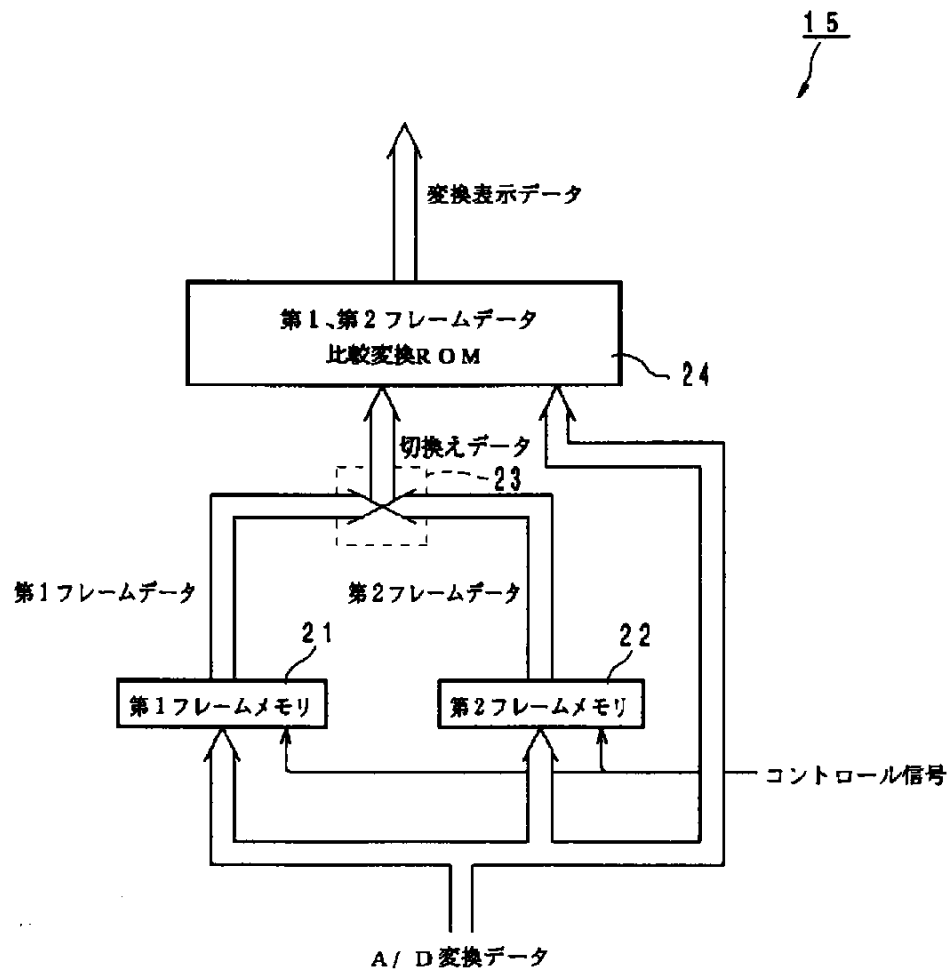 15
変換表示データ
第1、第2フレームデータ
比較変換ROM
24
切換えデータ
23
第1フレームデータ
第2フレームデータ
21
22
第1フレームメモリ
第2フレームメモリ
コントロール信号
A/D変換データ